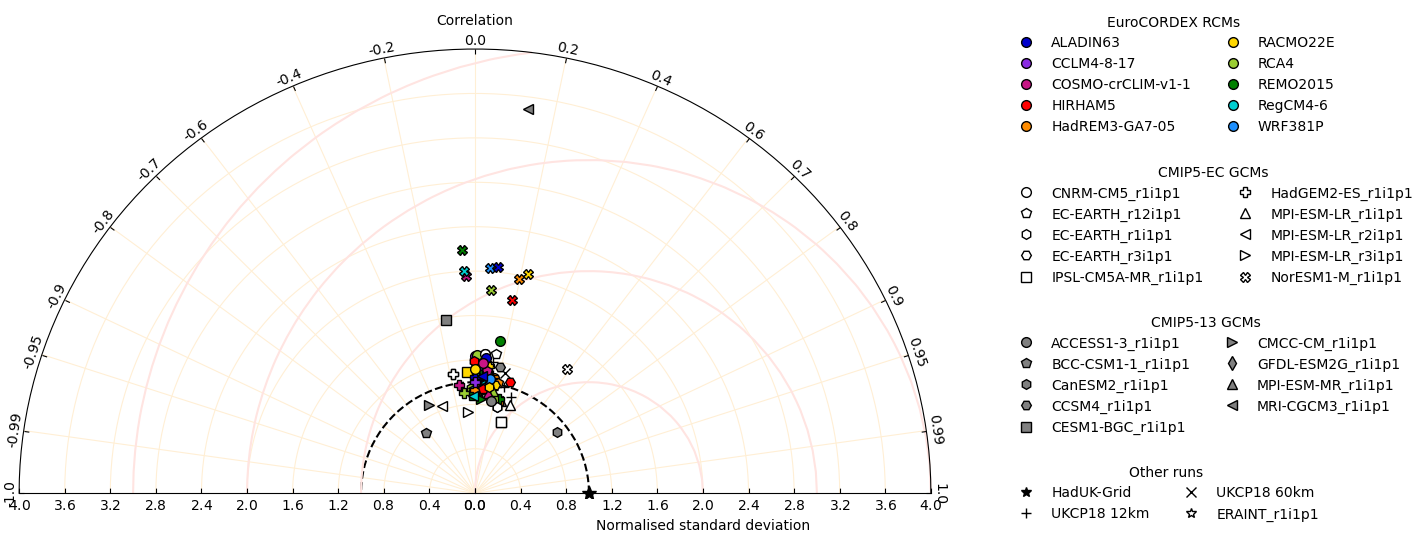 Correlation
0.0
-0.2
0.2
-0.4
0.4
-0.6
0.6
-0.7
0.7
-0.8
0.8
-0.9
0.9
-0.95
0.95
-0.99
0.99
-1.0
1.0
4.0 3.6 3.2 2.8 2.4 2.0 1.6 1.2 0.8 0.4 0.0 0.4 0.8 1.2 1.6 2.0 2.4 2.8 3.2 3.6 4.0
Normalised standard deviation
EuroCORDEX RCMs
ALADIN63 RACMO22E
CCLM4-8-17 RCA4
COSMO-crCLIM-v1-1 REMO2015
HIRHAM5 RegCM4-6
HadREM3-GA7-05 WRF381P
CMIP5-EC GCMs
CNRM-CM5_r1i1p1 HadGEM2-ES_r1i1p1
EC-EARTH_r12i1p1 MPI-ESM-LR_r1i1p1
EC-EARTH_r1i1p1 MPI-ESM-LR_r2i1p1
EC-EARTH_r3i1p1 MPI-ESM-LR_r3i1p1
IPSL-CM5A-MR_r1i1p1 NorESM1-M_r1i1p1
CMIP5-13 GCMs
ACCESS1-3_r1i1p1 CMCC-CM_r1i1p1
BCC-CSM1-1_r1i1p1 GFDL-ESM2G_r1i1p1
CanESM2_r1i1p1 MPI-ESM-MR_r1i1p1
CCSM4_r1i1p1 MRI-CGCM3_r1i1p1
CESM1-BGC_r1i1p1
Other runs
HadUK-Grid UKCP18 60km
UKCP18 12km ERAINT_r1i1p1